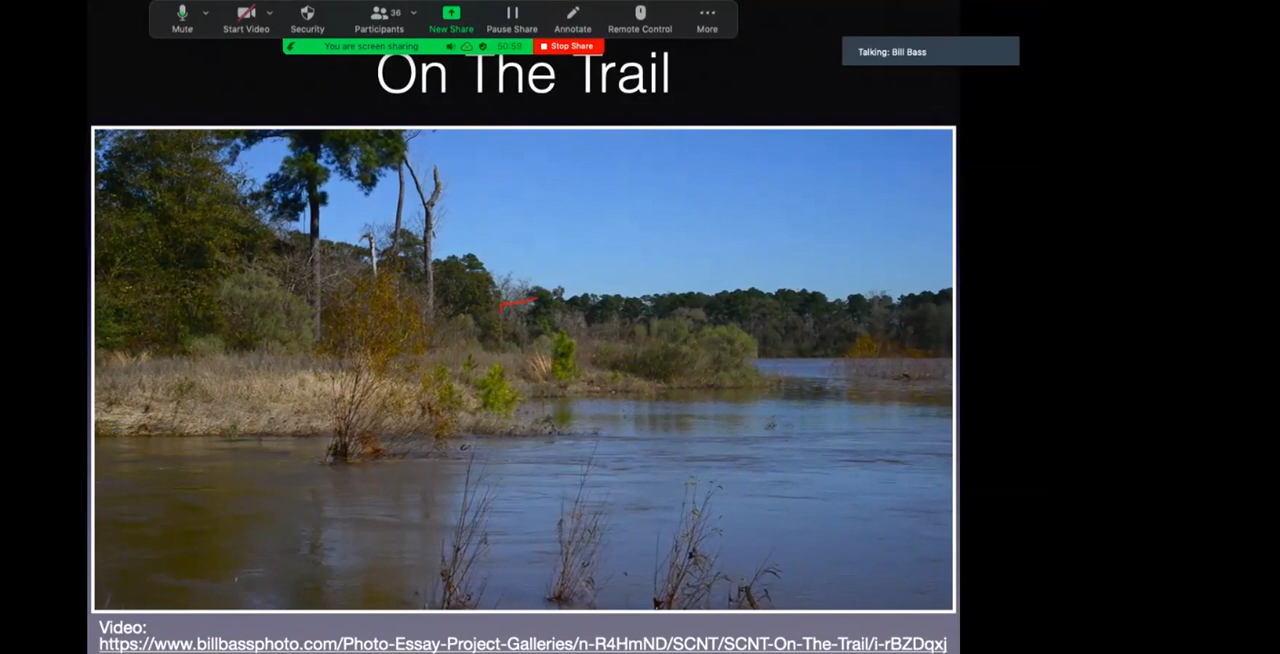 36
Mute
Start Video
Security
Participants
New Share
Pause Share
Annotate
Remote Control
More
You are screen sharing
50:59
Stop Share
Talking: Bill Bass
On The Trail
Video:
https://www.billbassphoto.com/Photo-Essay-Project-Galleries/n-R4HmND/SCNT/SCNT-On-The-Trail/i-rBZDqxj